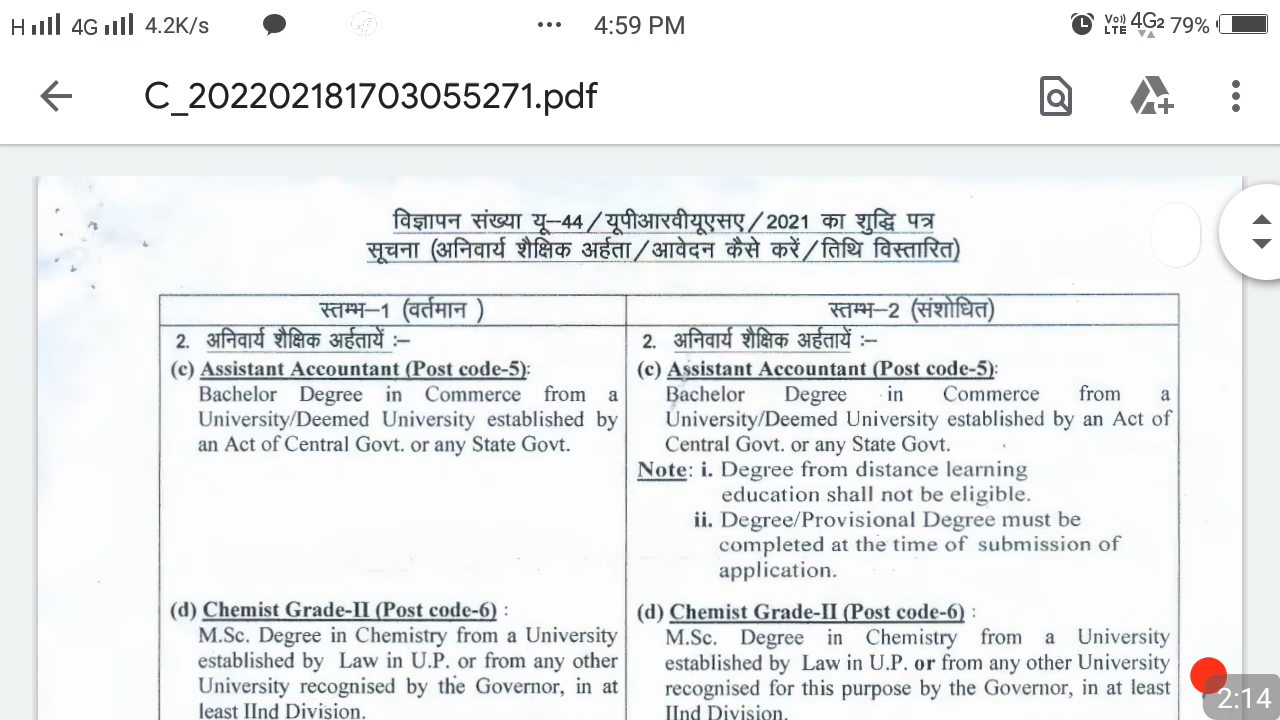 H 4G 4.2K/s ... 4:59 PM Vo) LTE 4G2 79%
C_202202181703055271.pdf
विज्ञापन संख्या यू–44/यूपीआरवीयूएसए/2021 का शुद्धि पत्र
सूचना (अनिवार्य शैक्षिक अर्हता/आवेदन कैसे करें/तिथि विस्तारित)
स्तम्भ–1 (वर्तमान )
2. अनिवार्य शैक्षिक अर्हतायें :–
(c) Assistant Accountant (Post code-5):
Bachelor Degree in Commerce from a
University/Deemed University established by
an Act of Central Govt. or any State Govt.
(d) Chemist Grade-II (Post code-6) :
M.Sc. Degree in Chemistry from a University
established by Law in U.P. or from any other
University recognised by the Governor, in at
least IInd Division.
स्तम्भ–2 (संशोधित)
2. अनिवार्य शैक्षिक अर्हतायें :–
(c) Assistant Accountant (Post code-5):
Bachelor Degree in Commerce from a
University/Deemed University established by an Act of
Central Govt. or any State Govt.
Note: i. Degree from distance learning
education shall not be eligible.
ii. Degree/Provisional Degree must be
completed at the time of submission of
application.
(d) Chemist Grade-II (Post code-6) :
M.Sc. Degree in Chemistry from a University
established by Law in U.P. or from any other University
recognised for this purpose by the Governor, in at least
IInd Division.
2:14